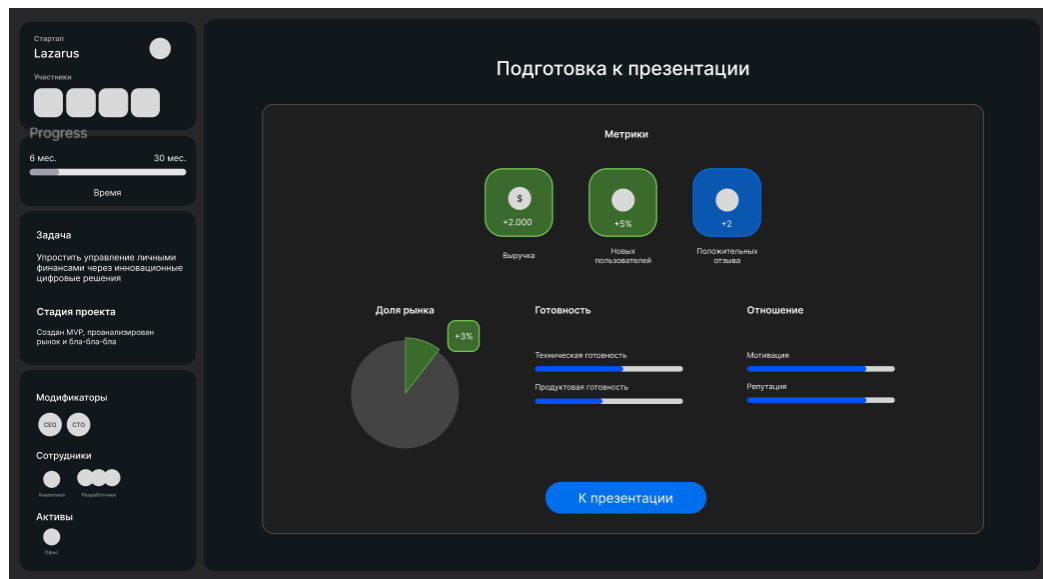 Стартап
Lazarus
Участники
Progress
6 мес.
30 мес.
Время
Задача
Упростить управление личными
финансами через инновационные
цифровые решения
Стадия проекта
Создан MVP, проанализирован
рынок и бла-бла-бла
Модификаторы
CEO
CTO
Сотрудники
Аналитики
Разработчики
Активы
Офис
Подготовка к презентации
Метрики
$
+2.000
+5%
+2
Выручка
Новых
пользователей
Положительных
отзыва
Доля рынка
+3%
Готовность
Техническая готовность
Продуктовая готовность
Отношение
Мотивация
Репутация
К презентации